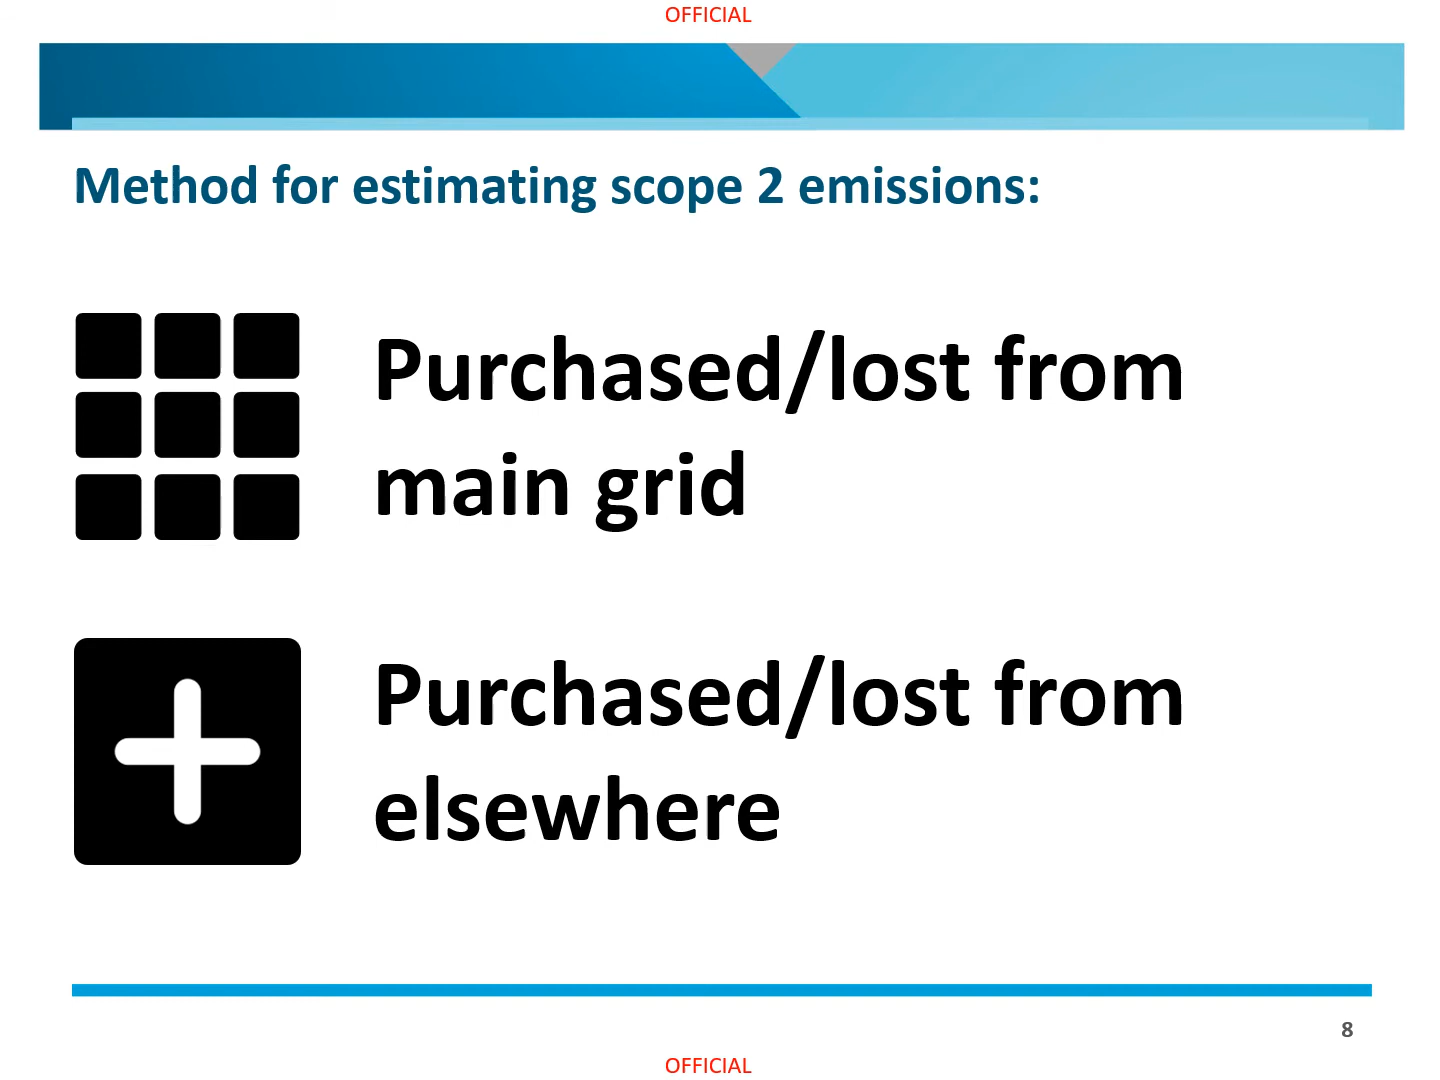 OFFICIAL
Method for estimating scope 2 emissions:
Purchased/lost from
main grid
Purchased/lost from
elsewhere
8
OFFICIAL